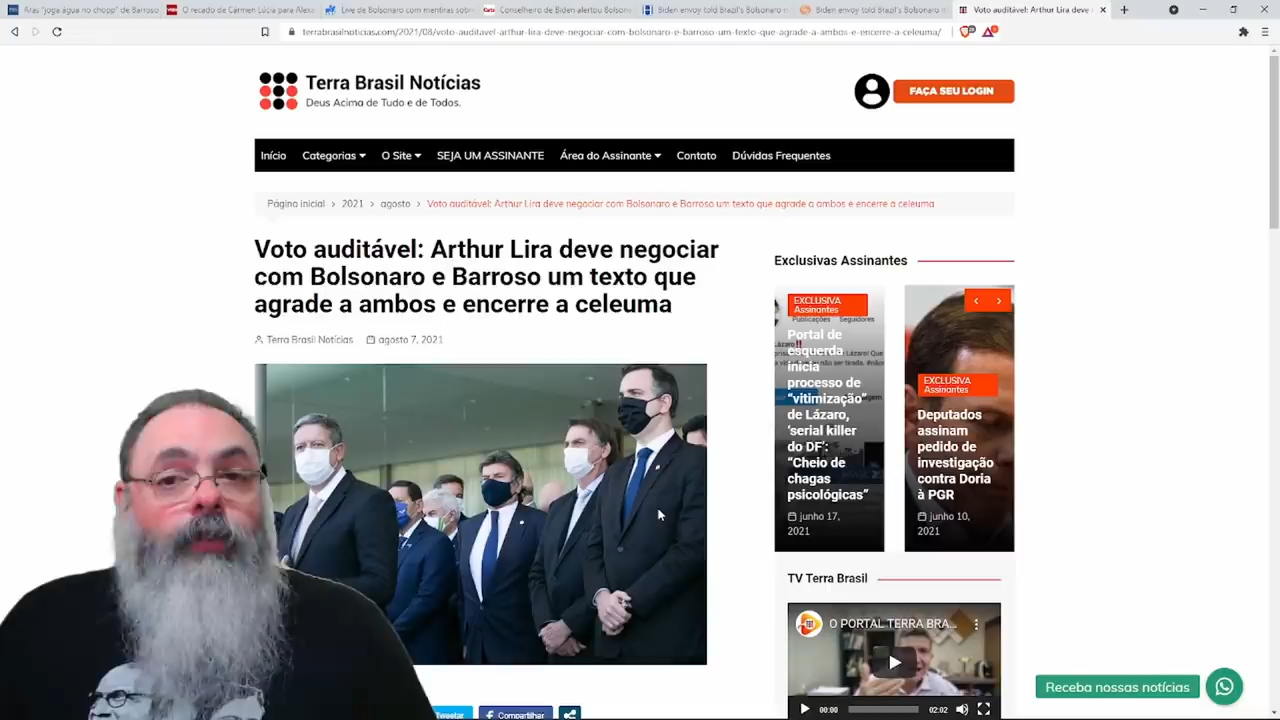 Aras "joga água no chopp" de Barroso
O recado de Cármen Lúcia para Alexa
Live de Bolsonaro com mentiras sobre
Conselheiro de Biden alertou Bolsona
Biden envoy told Brazil's Bolsonaro
Biden envoy told Brazil's Bolsonaro
Voto auditável: Arthur Lira deve
terrabrasilnoticias.com/2021/08/voto-auditavel-arthur-lira-deve-negociar-com-bolsonaro-e-barroso-um-texto-que-agrade-a-ambos-e-encerre-a-celeuma/
Terra Brasil Notícias
Deus Acima de Tudo e de Todos.
FAÇA SEU LOGIN
Início Categorias O Site SEJA UM ASSINANTE Área do Assinante Contato Dúvidas Frequentes
Página inicial > 2021 > agosto > Voto auditável: Arthur Lira deve negociar com Bolsonaro e Barroso um texto que agrade a ambos e encerre a celeuma
Voto auditável: Arthur Lira deve negociar
com Bolsonaro e Barroso um texto que
agrade a ambos e encerre a celeuma
Terra Brasil Notícias agosto 7, 2021
Exclusivas Assinantes
EXCLUSIVA
Assinantes
Publicações Seguidores
Portal de
esquerda
inicia
processo de
"vitimização"
de Lázaro,
'serial killer
do DF':
"Cheio de
chagas
psicológicas"
junho 17,
2021
EXCLUSIVA
Assinantes
Deputados
assinam
pedido de
investigação
contra Doria
à PGR
junho 10,
2021
TV Terra Brasil
O PORTAL TERRA BRA...
00:00 02:02
Receba nossas notícias
Twitter
Compartilhar